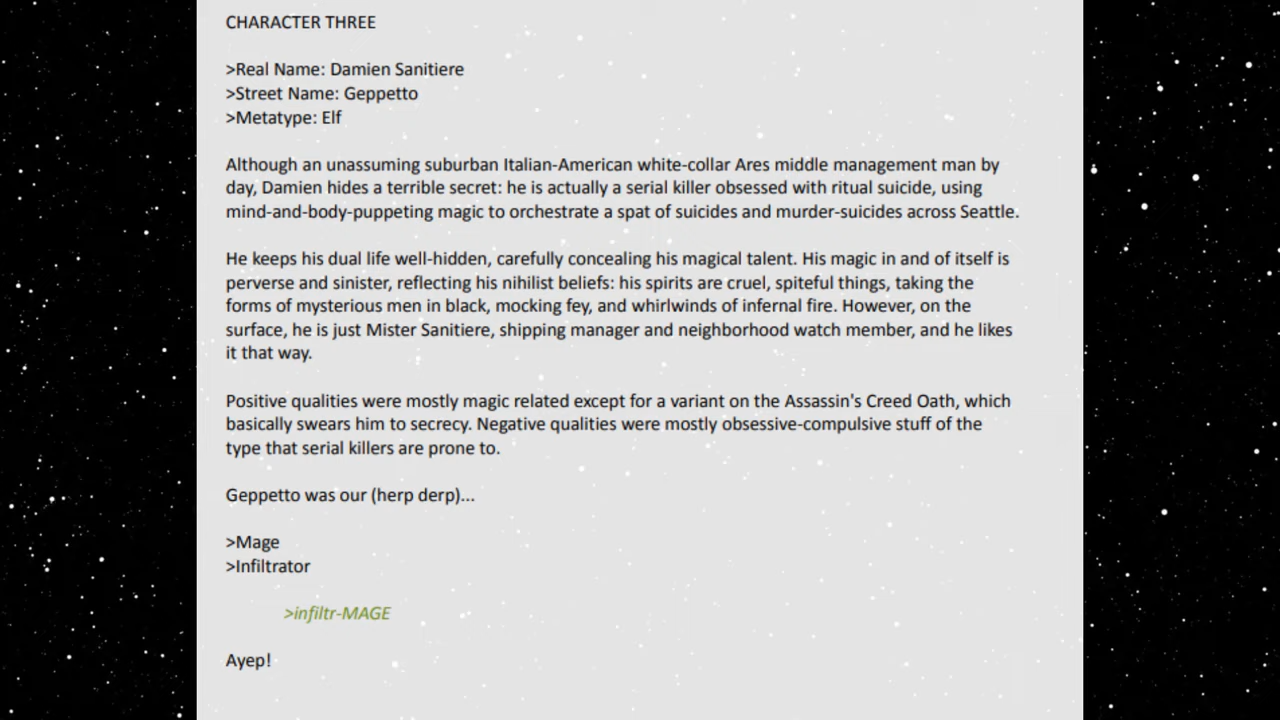 CHARACTER THREE
>Real Name: Damien Sanitiere
>Street Name: Geppetto
>Metatype: Elf
Although an unassuming suburban Italian-American white-collar Ares middle management man by
day, Damien hides a terrible secret: he is actually a serial killer obsessed with ritual suicide, using
mind-and-body-puppeting magic to orchestrate a spat of suicides and murder-suicides across Seattle.
He keeps his dual life well-hidden, carefully concealing his magical talent. His magic in and of itself is
perverse and sinister, reflecting his nihilist beliefs: his spirits are cruel, spiteful things, taking the
forms of mysterious men in black, mocking fey, and whirlwinds of infernal fire. However, on the
surface, he is just Mister Sanitiere, shipping manager and neighborhood watch member, and he likes
it that way.
Positive qualities were mostly magic related except for a variant on the Assassin's Creed Oath, which
basically swears him to secrecy. Negative qualities were mostly obsessive-compulsive stuff of the
type that serial killers are prone to.
Geppetto was our (herp derp)...
>Mage
>Infiltrator
>infiltr-MAGE
Ayep!